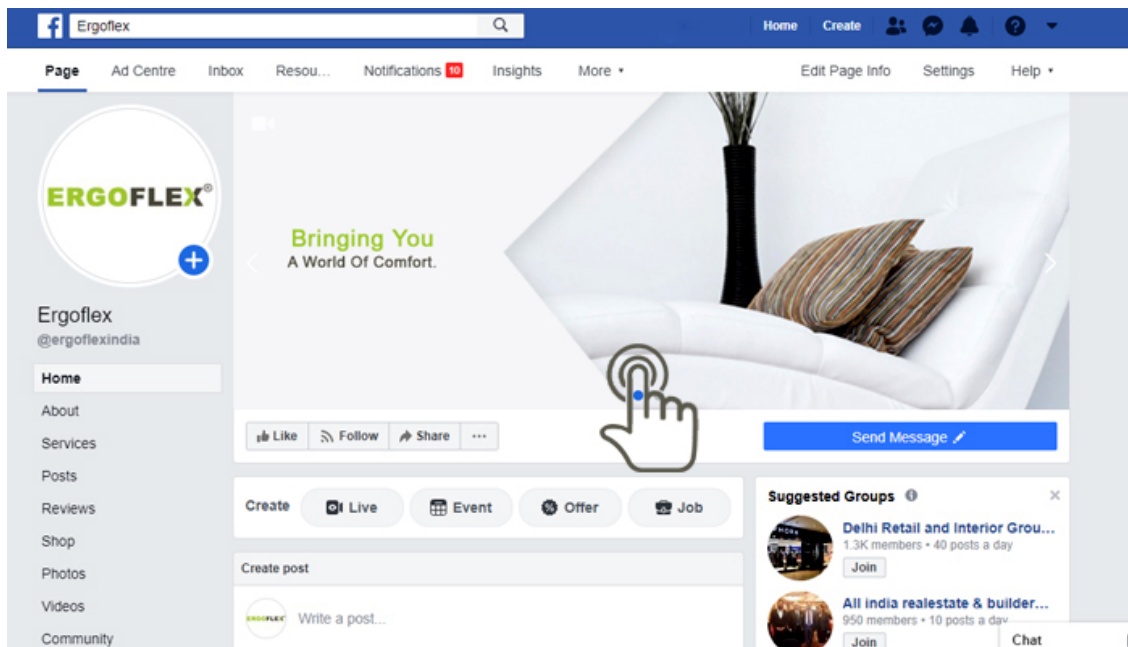 Ergoflex
Home Create
Page Ad Centre Inbox Resou... Notifications 10 Insights More Edit Page Info Settings Help
ERGOFLEX®
Bringing You
A World Of Comfort.
Ergoflex
@ergoflexindia
Home
About
Services
Posts
Reviews
Shop
Photos
Videos
Community
Like Follow Share ...
Send Message
Create Live Event Offer Job
Create post
ERGOFLEX
Write a post...
Suggested Groups
Delhi Retail and Interior Grou...
1.3K members • 40 posts a day
Join
All india realestate & builder...
950 members • 10 posts a day
Join
Chat